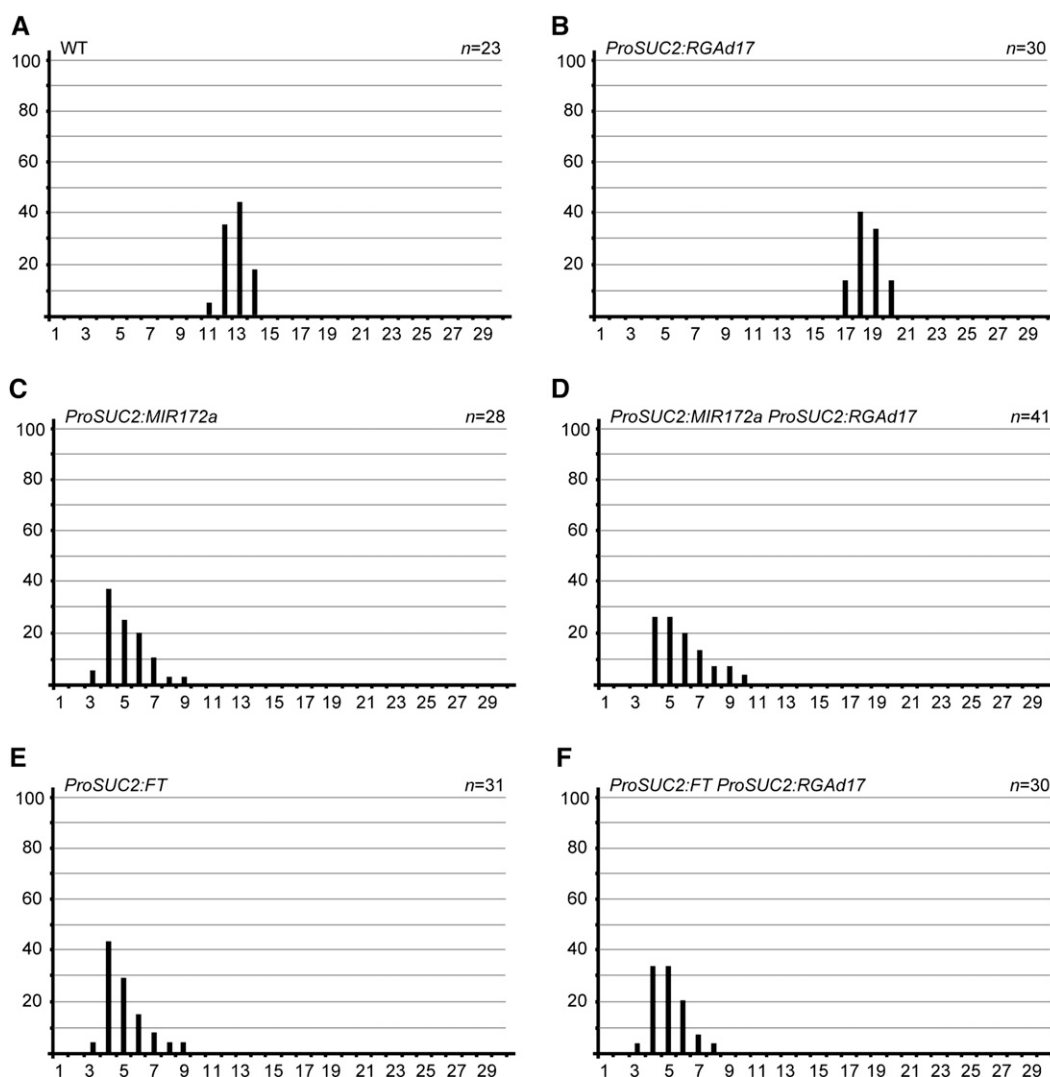 A
WT n=23
100
80
60
40
20
1 3 5 7 9 11 13 15 17 19 21 23 25 27 29
B
ProSUC2:RGAd17 n=30
100
80
60
40
20
1 3 5 7 9 11 13 15 17 19 21 23 25 27 29
C
ProSUC2:MIR172a n=28
100
80
60
40
20
1 3 5 7 9 11 13 15 17 19 21 23 25 27 29
D
ProSUC2:MIR172a ProSUC2:RGAd17 n=41
100
80
60
40
20
1 3 5 7 9 11 13 15 17 19 21 23 25 27 29
E
ProSUC2:FT n=31
100
80
60
40
20
1 3 5 7 9 11 13 15 17 19 21 23 25 27 29
F
ProSUC2:FT ProSUC2:RGAd17 n=30
100
80
60
40
20
1 3 5 7 9 11 13 15 17 19 21 23 25 27 29